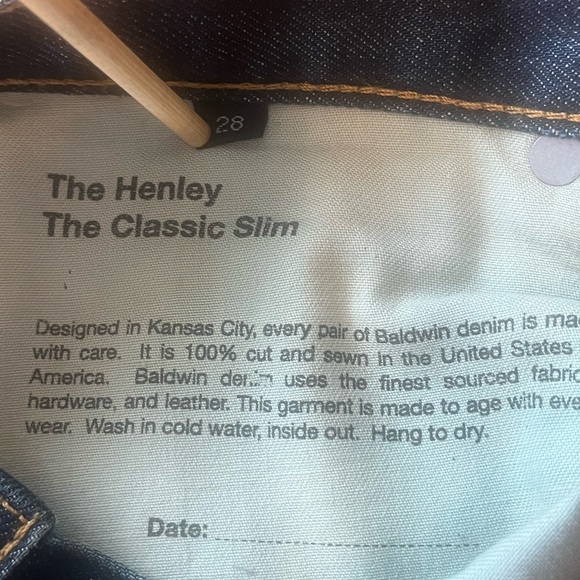 28
The Henley
The Classic Slim
Designed in Kansas City, every pair of Baldwin denim is
with care. It is 100% cut and sewn in the United States
America. Baldwin denim uses the finest sourced
hardware, and leather. This garment is made to age with
wear. Wash in cold water, inside out. Hang to dry.
Date: